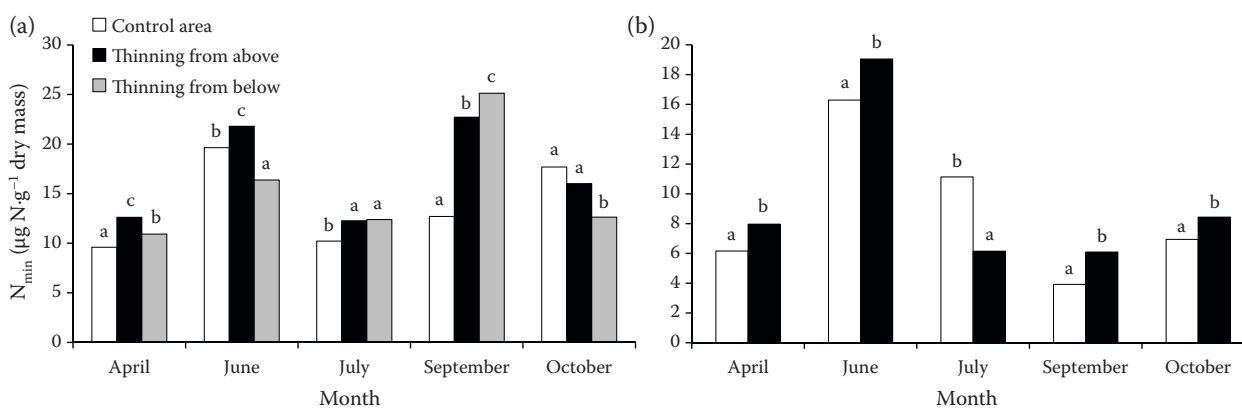 (a)
Control area
Thinning from above
Thinning from below
N_min (µg N·g⁻¹ dry mass)
30
25
20
15
10
5
0
a c b
b c a
b a a
a b c
a a b
April June July September October
Month
(b)
20
18
16
14
12
10
8
6
4
2
0
a b
a b
b a
a b
a b
April June July September October
Month